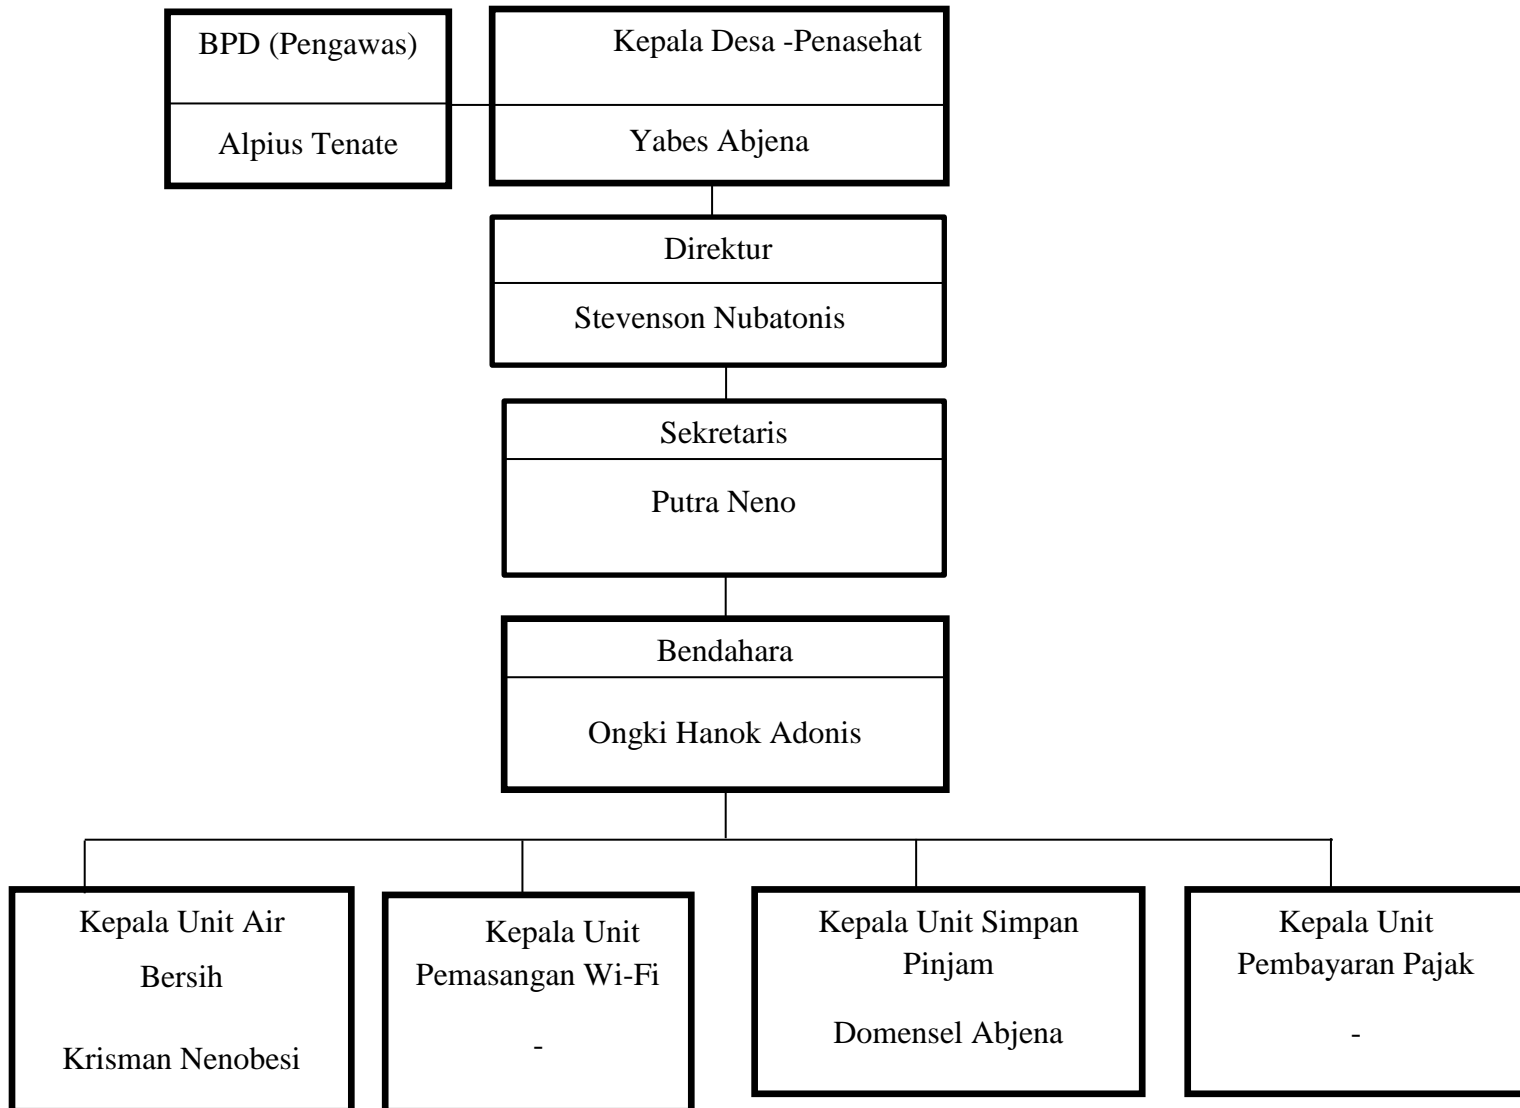 BPD (Pengawas)
Alpius Tenate
Kepala Desa -Penasehat
Yabes Abjena
Direktur
Stevenson Nubatonis
Sekretaris
Putra Neno
Bendahara
Ongki Hanok Adonis
Kepala Unit Air
Bersih
Krisman Nenobesi
Kepala Unit
Pemasangan Wi-Fi
-
Kepala Unit Simpan
Pinjam
Domensel Abjena
Kepala Unit
Pembayaran Pajak
-